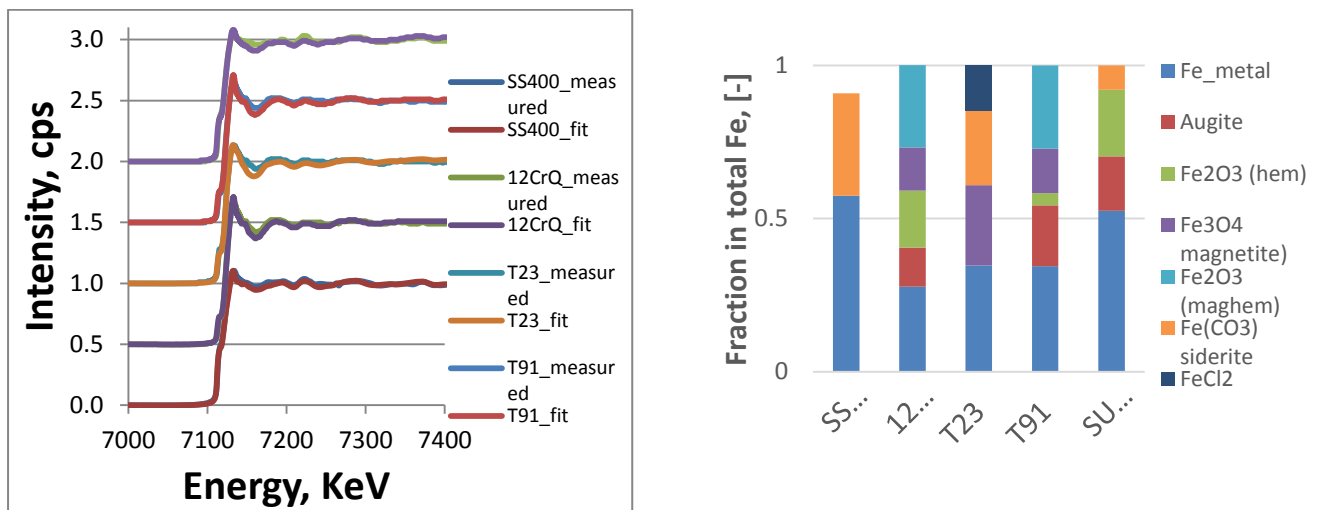 Intensity, cps
3.0
2.5
2.0
1.5
1.0
0.5
0.0
7000 7100 7200 7300 7400
Energy, KeV
SS400_meas
ured
SS400_fit
12CrQ_meas
ured
12CrQ_fit
T23_measur
ed
T23_fit
T91_measur
ed
T91_fit
Fraction in total Fe, [-]
1
0.5
0
SS...
12...
T23
T91
SU...
Fe_metal
Augite
Fe2O3 (hem)
Fe3O4
magnetite)
Fe2O3
(maghem)
Fe(CO3)
siderite
FeCl2